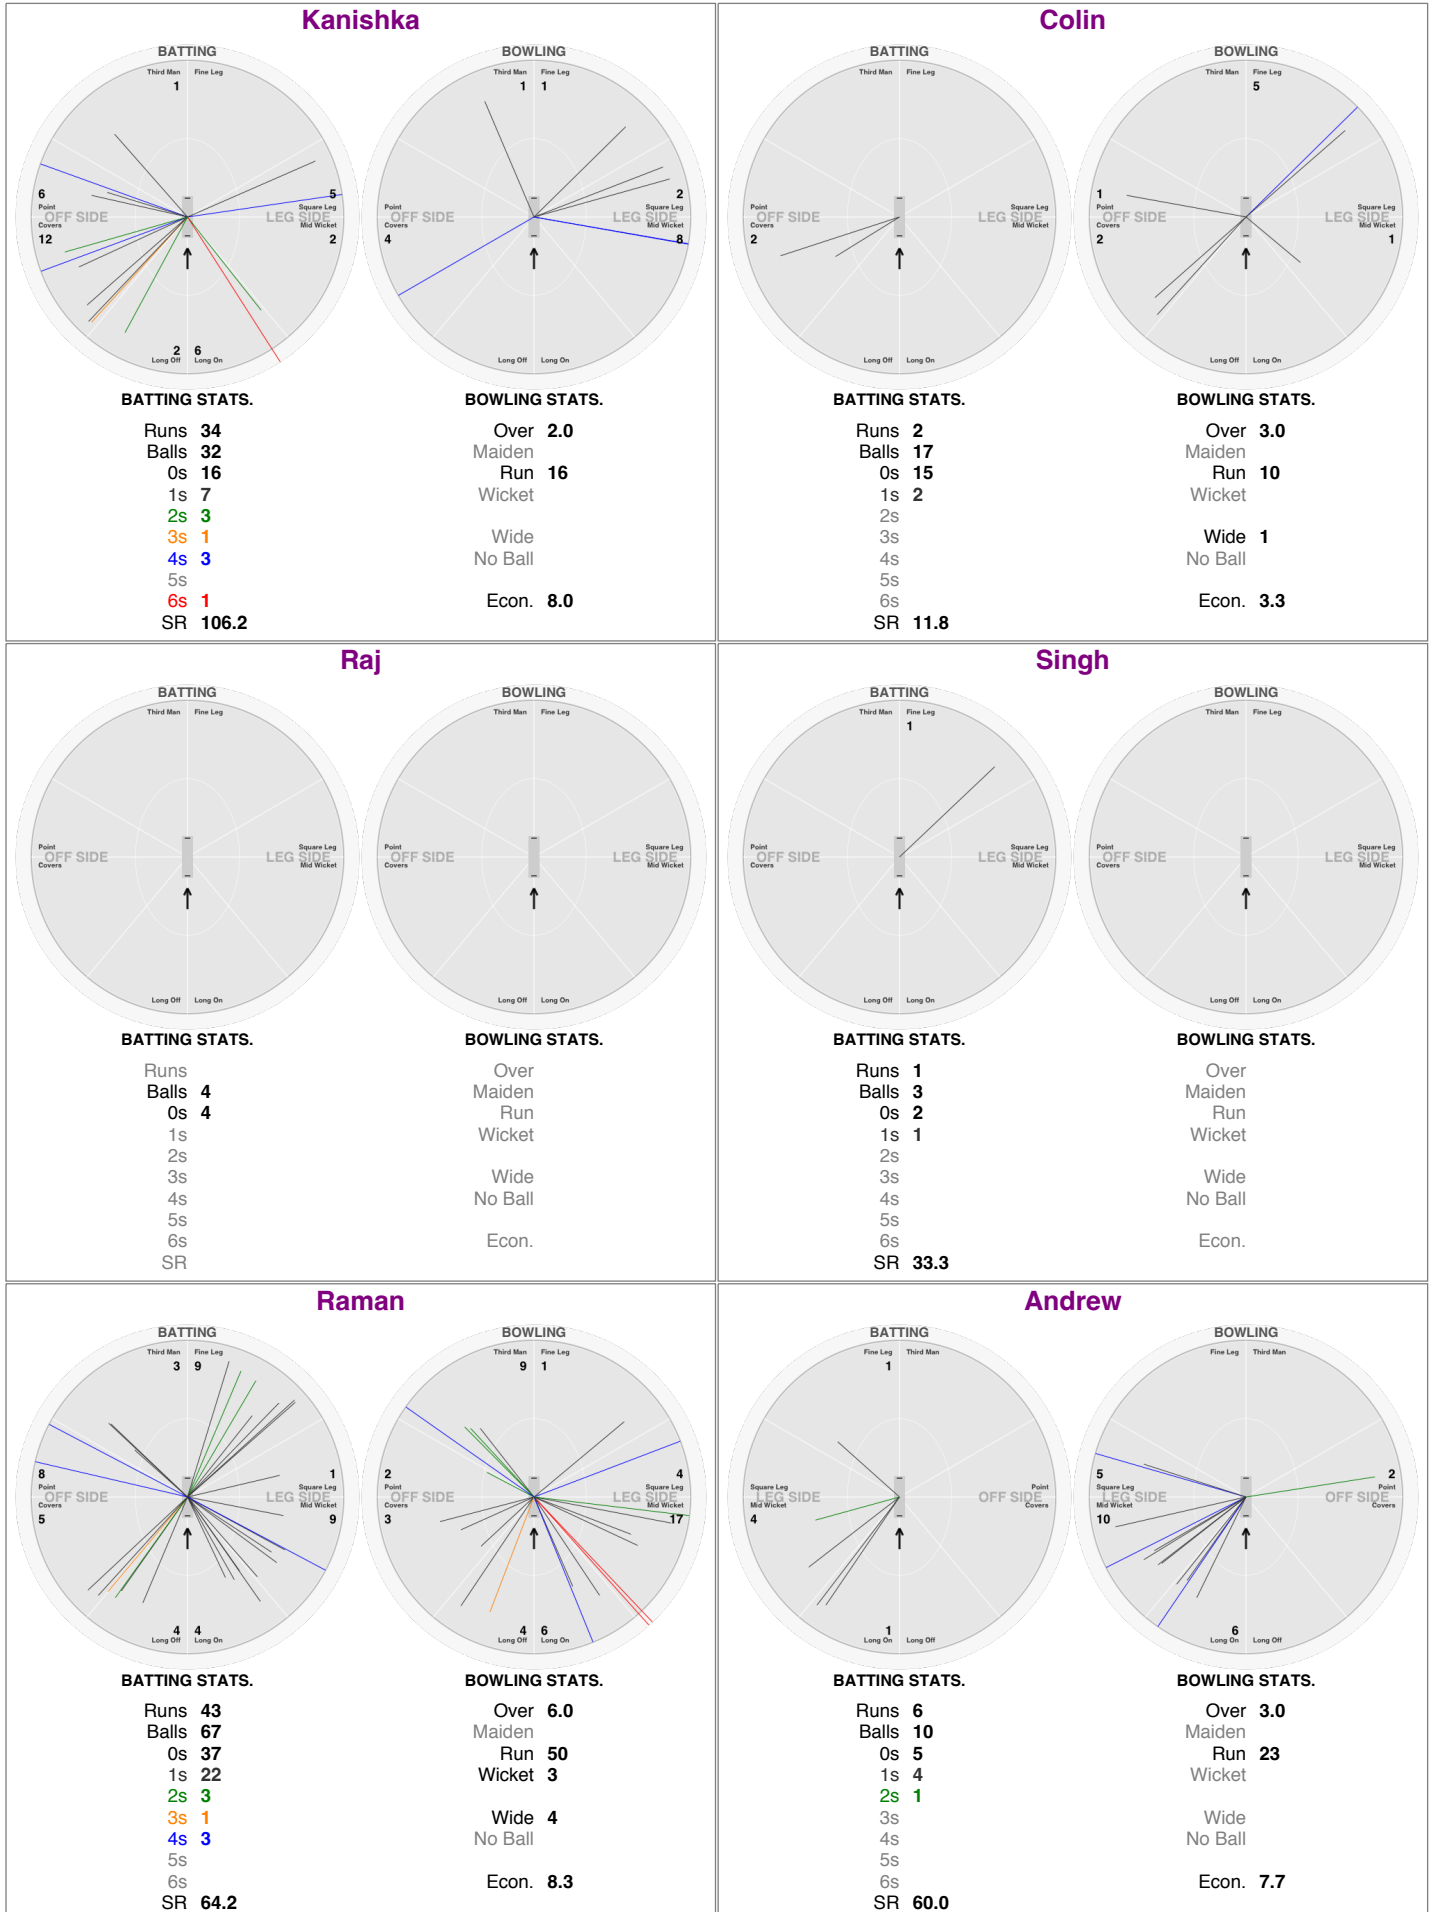 Kanishka
BATTING BOWLING
Third Man Fine Leg Third Man Fine Leg
1 1 1
6 5 2
Point OFF SIDE LEG SIDE Square Leg Point OFF SIDE LEG SIDE Square Leg
Covers Mid Wicket Covers Mid Wicket
12 2 4 8
2 6
Long Off Long On Long Off Long On
BATTING STATS. BOWLING STATS.
Runs 34 Over 2.0
Balls 32 Maiden
0s 16 Run 16
1s 7 Wicket
2s 3
3s 1 Wide
4s 3 No Ball
5s
6s 1 Econ. 8.0
SR 106.2
Colin
BATTING BOWLING
Third Man Fine Leg Third Man Fine Leg
5
1
Point OFF SIDE LEG SIDE Square Leg Point OFF SIDE LEG SIDE Square Leg
Covers Mid Wicket Covers Mid Wicket
2 2 1
Long Off Long On Long Off Long On
BATTING STATS. BOWLING STATS.
Runs 2 Over 3.0
Balls 17 Maiden
0s 15 Run 10
1s 2 Wicket
2s
3s Wide 1
4s No Ball
5s
6s Econ. 3.3
SR 11.8
Raj
BATTING BOWLING
Third Man Fine Leg Third Man Fine Leg
Point OFF SIDE LEG SIDE Square Leg Point OFF SIDE LEG SIDE Square Leg
Covers Mid Wicket Covers Mid Wicket
Long Off Long On Long Off Long On
BATTING STATS. BOWLING STATS.
Runs Over
Balls 4 Maiden
0s 4 Run
1s Wicket
2s
3s Wide
4s No Ball
5s
6s Econ.
SR
Singh
BATTING BOWLING
Third Man Fine Leg Third Man Fine Leg
1
Point OFF SIDE LEG SIDE Square Leg Point OFF SIDE LEG SIDE Square Leg
Covers Mid Wicket Covers Mid Wicket
Long Off Long On Long Off Long On
BATTING STATS. BOWLING STATS.
Runs 1 Over
Balls 3 Maiden
0s 2 Run
1s 1 Wicket
2s
3s Wide
4s No Ball
5s
6s Econ.
SR 33.3
Raman
BATTING BOWLING
Third Man Fine Leg Third Man Fine Leg
3 9 9 1
8 1 2 4
Point OFF SIDE LEG SIDE Square Leg Point OFF SIDE LEG SIDE Square Leg
Covers Mid Wicket Covers Mid Wicket
5 9 3 17
4 4 4 6
Long Off Long On Long Off Long On
BATTING STATS. BOWLING STATS.
Runs 43 Over 6.0
Balls 67 Maiden
0s 37 Run 50
1s 22 Wicket 3
2s 3
3s 1 Wide 4
4s 3 No Ball
5s
6s Econ. 8.3
SR 64.2
Andrew
BATTING BOWLING
Fine Leg Third Man Fine Leg Third Man
1
5 2
Square Leg LEG SIDE OFF SIDE Point Square Leg LEG SIDE OFF SIDE Point
Mid Wicket Covers Mid Wicket Covers
4 10
1 6
Long On Long Off Long On Long Off
BATTING STATS. BOWLING STATS.
Runs 6 Over 3.0
Balls 10 Maiden
0s 5 Run 23
1s 4 Wicket
2s 1
3s Wide
4s No Ball
5s
6s Econ. 7.7
SR 60.0